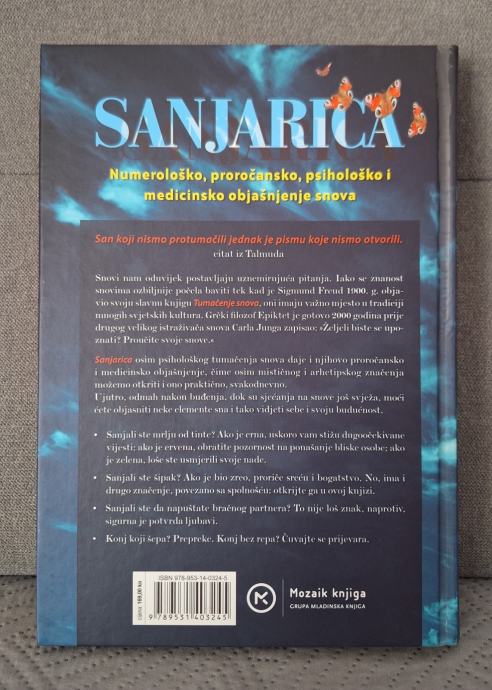 SANJARICA
Numerološko, proročansko, psihološko i
medicinsko objašnjenje snova
San koji nismo protumačili jednak je pismu koje nismo otvorili.
citat iz Talmuda
Snovi nam oduvijek postavljaju uznemirujuća pitanja. Iako se znanost
snovima ozbiljnije počela baviti tek kad je Sigmund Freud 1900. g. obja-
vio svoju slavnu knjigu Tumačenje snova, oni imaju važno mjesto u tradiciji
mnogih svjetskih kultura. Grčki filozof Epiktet je gotovo 2000 godina prije
drugog velikog istraživača snova Carla Junga zapisao: »Željeli biste se upo-
znati? Proučite svoje snove.«
Sanjarica osim psihološkog tumačenja snova daje i njihovo proročansko
i medicinsko objašnjenje, čime osim mističnog i arhetipskog značenja
možemo otkriti i ono praktično, svakodnevno.
Ujutro, odmah nakon buđenja, dok su sjećanja na snove još svježa, moći
ćete objasniti neke elemente sna i tako vidjeti sebe i svoju budućnost.
• Sanjali ste mrlju od tinte? Ako je crna, uskoro vam stižu dugoočekivane
vijesti; ako je crvena, obratite pozornost na ponašanje bliske osobe; ako
je zelena, loše ste usmjerili svoje nade.
• Sanjali ste šipak? Ako je bio zreo, proriče sreću i bogatstvo. No, ima i
drugo značenje, povezano sa spolnošću: otkrijte ga u ovoj knjizi.
• Sanjali ste da napuštate bračnog partnera? To nije loš znak, naprotiv,
sigurna je potvrda ljubavi.
• Konj koji šepa? Prepreke. Konj bez repa? Čuvajte se prijevara.
ISBN 978-953-14-0324-5
cijena: 169,00 kn
9 789531 403245
Mozaik knjiga
GRUPA MLADINSKA KNJIGA